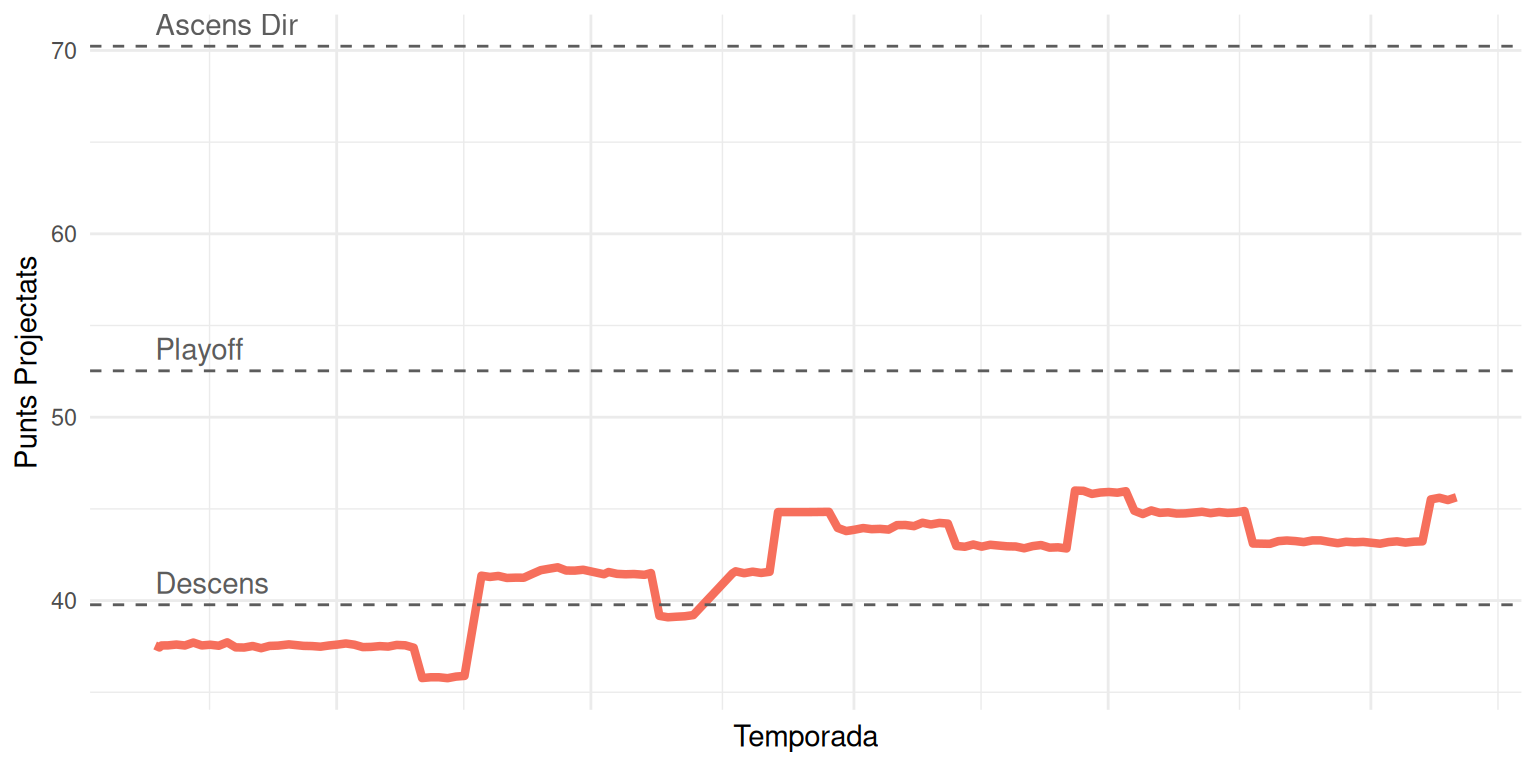 Ascens Dir
70
60
Playoff
50
Descens
40
Punts Projectats
Temporada